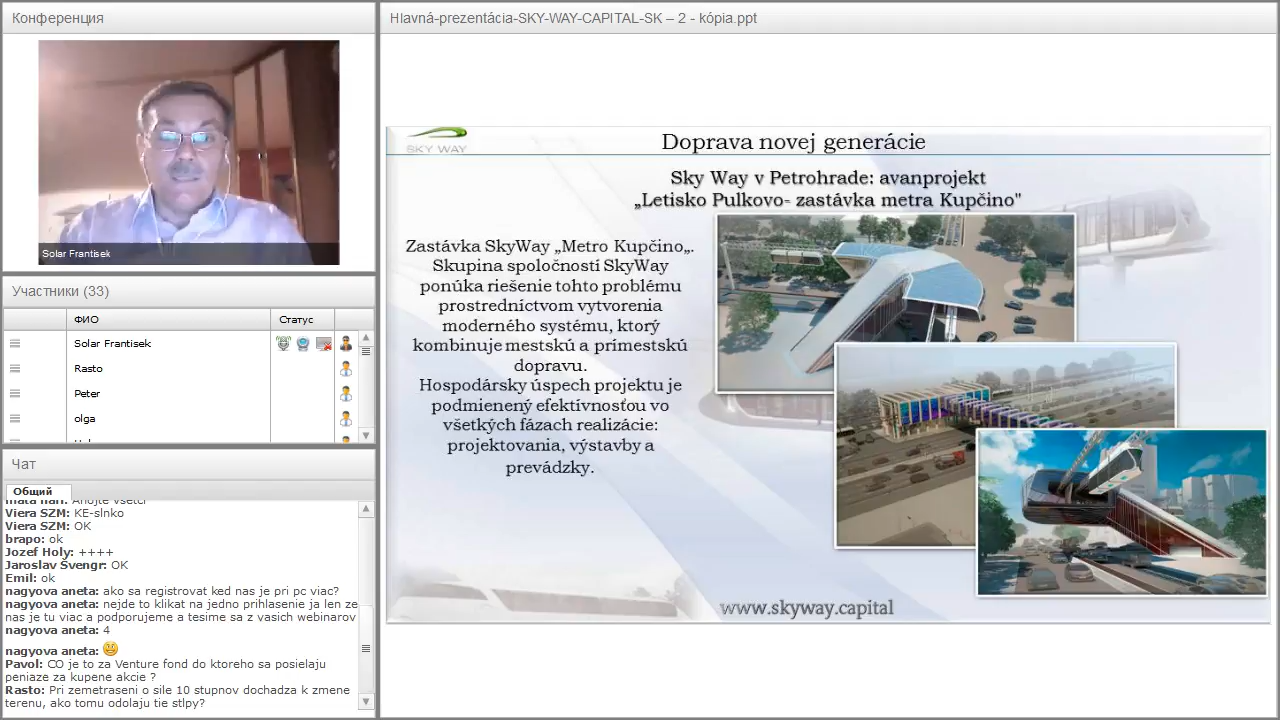 Конференция
Solar Frantisek
Участники (33)
ФИО
Статус
Solar Frantisek
Rasto
Peter
olga
Чат
Общий
mata hari: Ahojte vsetci
Viera SZM: KE-slnko
Viera SZM: OK
brapo: ok
Jozef Holy: ++++
Jaroslav Švengr: OK
Emil: ok
nagyova aneta: ako sa registrovat ked nas je pri pc viac?
nagyova aneta: nejde to klikat na jedno prihlasenie ja len ze
nas je tu viac a podporujeme a tesime sa z vasich webinarov
nagyova aneta: 4
nagyova aneta:
Pavol: CO je to za Venture fond do ktoreho sa posielaju
peniaze za kupene akcie ?
Rasto: Pri zemetraseni o sile 10 stupnov dochadza k zmene
terenu, ako tomu odolaju tie stlpy?
Hlavná-prezentácia-SKY-WAY-CAPITAL-SK – 2 - kópia.ppt
SKY WAY
Doprava novej generácie
Sky Way v Petrohrade: avanprojekt
„Letisko Pulkovo- zastávka metra Kupčino"
Zastávka SkyWay „Metro Kupčino„.
Skupina spoločnosti SkyWay
ponúka riešenie tohto problému
prostredníctvom vytvorenia
moderného systému, ktorý
kombinuje mestskú a prímestskú
dopravu.
Hospodársky úspech projektu je
podmienený efektívnosťou vo
všetkých fázach realizácie:
projektovania, výstavby a
prevádzky.
www.skyway.capital